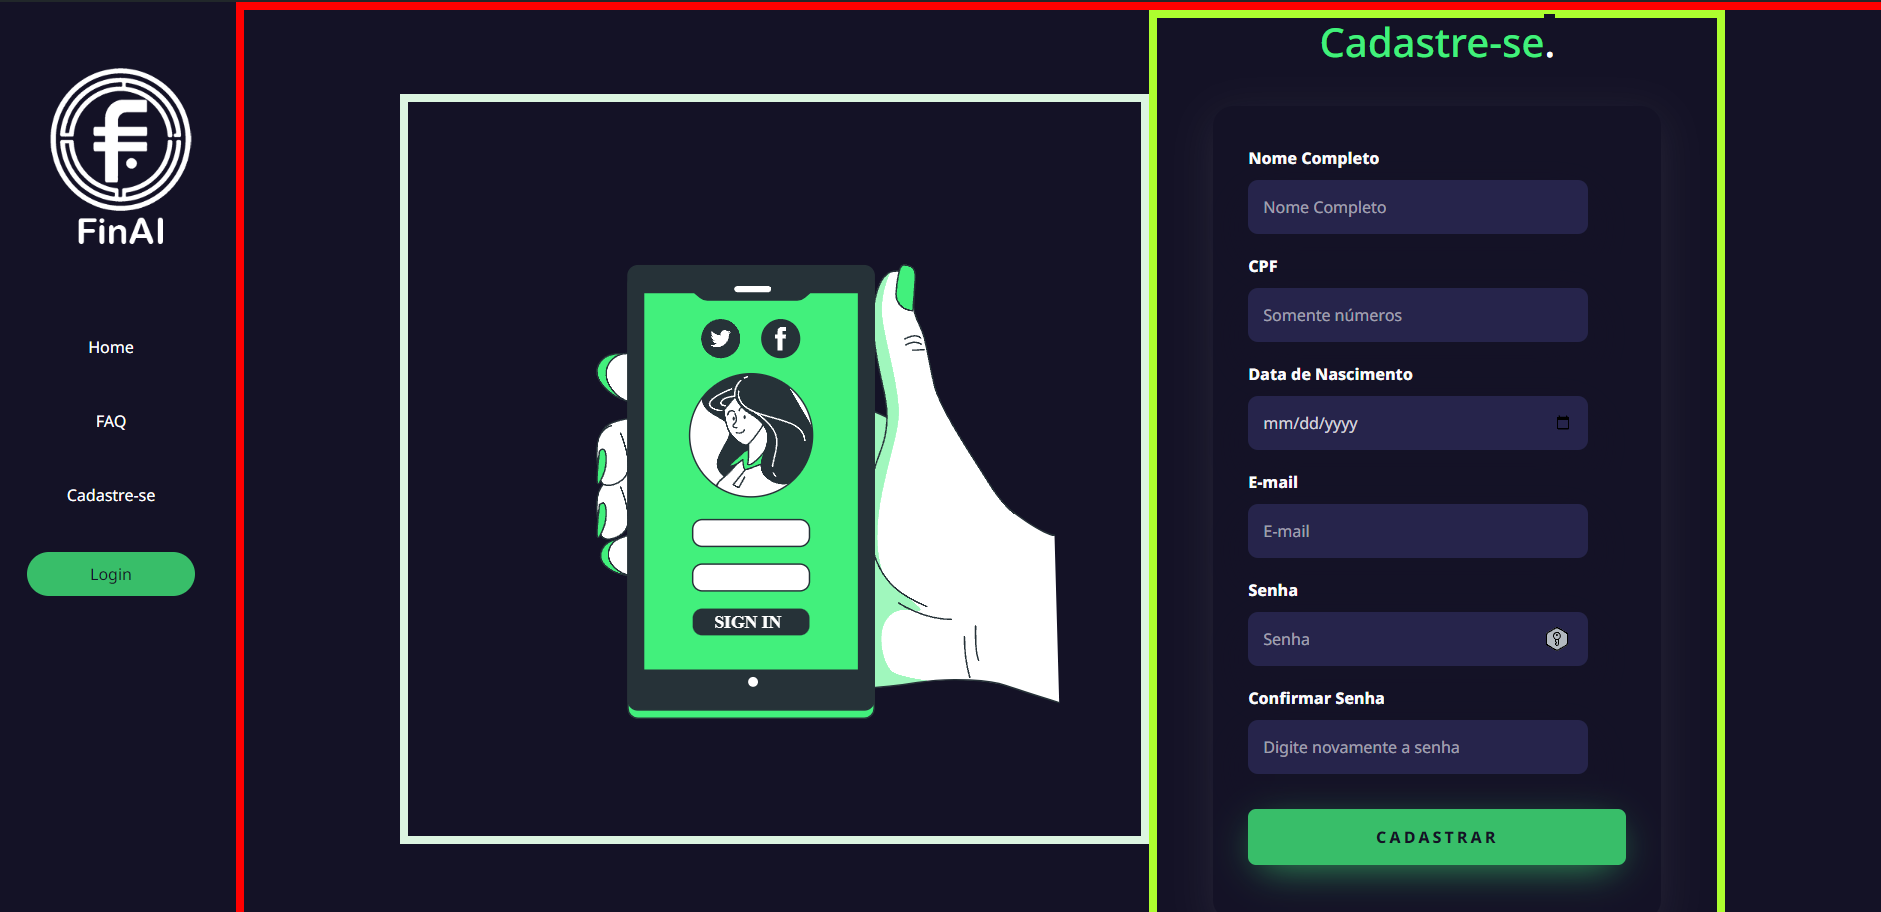 FinAI
Home
FAQ
Cadastre-se
Login
SIGN IN
Cadastre-se.
Nome Completo
Nome Completo
CPF
Somente números
Data de Nascimento
mm/dd/yyyy
E-mail
E-mail
Senha
Senha
Confirmar Senha
Digite novamente a senha
CADASTRAR